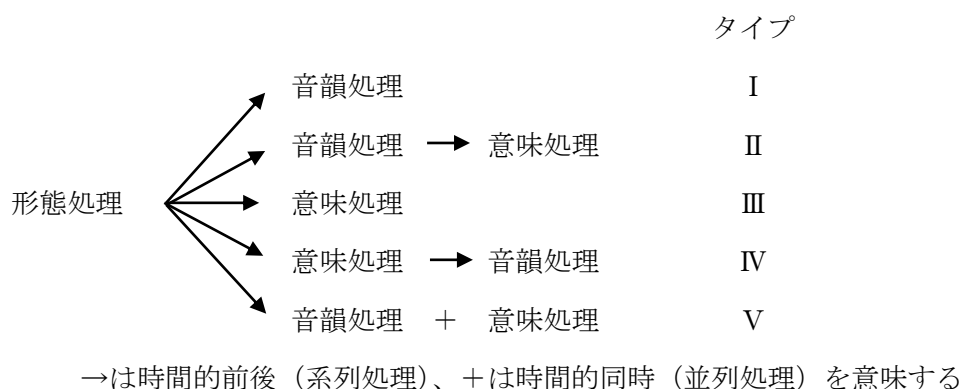 タイプ
音韻処理 Ⅰ
音韻処理 → 意味処理 Ⅱ
形態処理 意味処理 Ⅲ
意味処理 → 音韻処理 Ⅳ
音韻処理 ＋ 意味処理 Ⅴ
→は時間的前後（系列処理）、＋は時間的同時（並列処理）を意味する